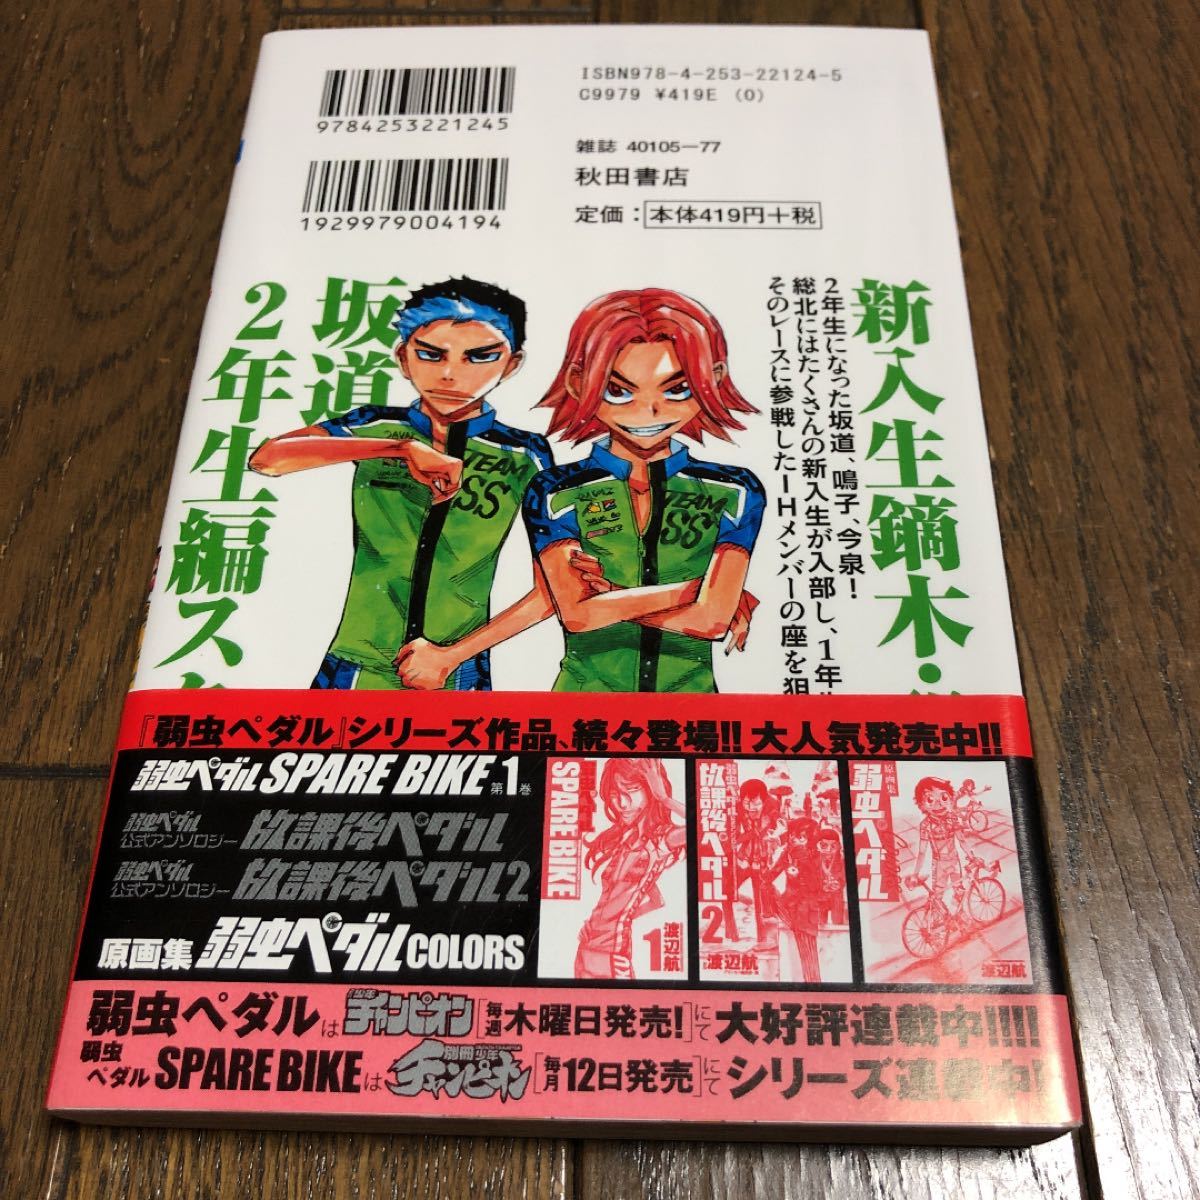 ISBN978-4-253-22124-5
C9979 ¥419E (0)
9784253221245
雑誌 40105-77
秋田書店
定価：本体419円+税
1929979004194
新入生鏑木・
2年生になった坂道、鳴子、今泉！
総北にはたくさんの新入生が入部し、1年生
そのレースに参戦したIHメンバーの座を狙
坂道
2年生編ス
TEAM
SS
TEAM
SS
『弱虫ペダル』シリーズ作品、続々登場!! 大人気発売中!!
弱虫ペダル SPARE BIKE 第1巻
弱虫ペダル 公式アンソロジー 放課後ペダル
弱虫ペダル 公式アンソロジー 放課後ペダル2
原画集 弱虫ペダル COLORS
SPARE BIKE
1
渡辺航
弱虫ペダル
放課後ペダル
2
渡辺航
原画集
弱虫ペダル
渡辺航
弱虫ペダルは少年チャンピオン[毎週木曜日発売!]にて大好評連載中!!!!
弱虫ペダル SPARE BIKEは別冊少年チャンピオン[毎月12日発売]にてシリーズ連載中!